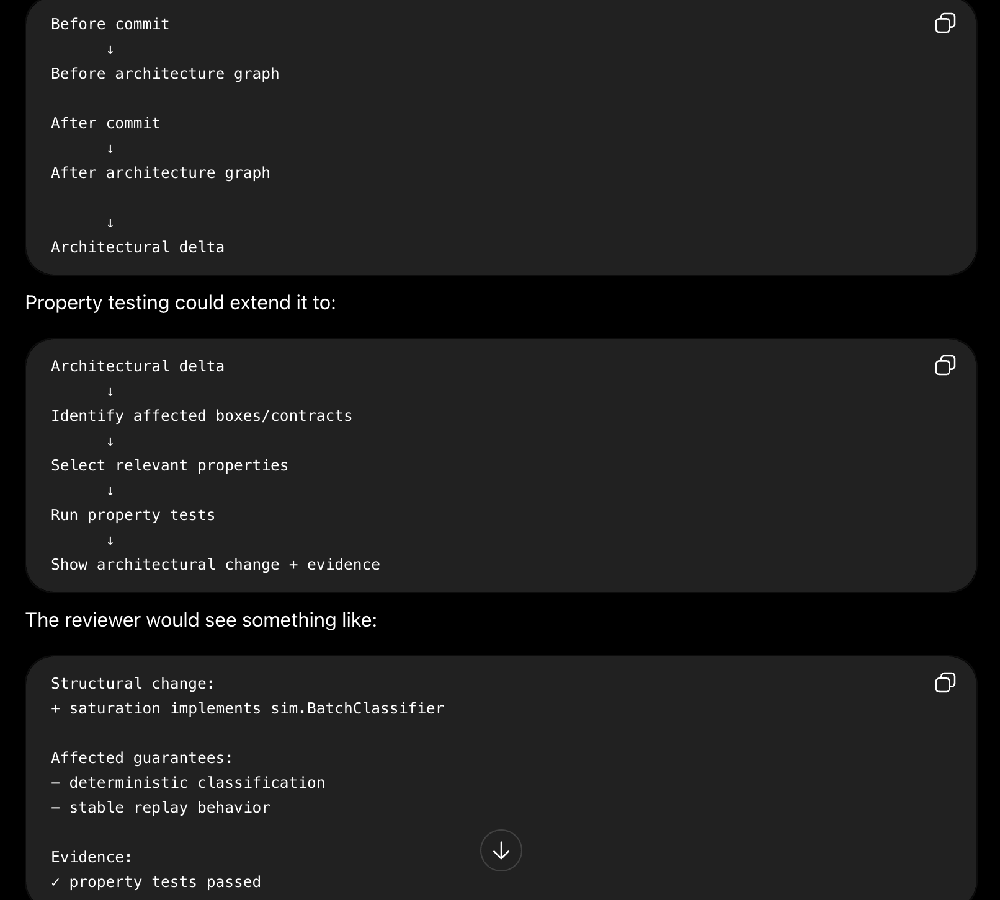 Before commit
↓
Before architecture graph
After commit
↓
After architecture graph
↓
Architectural delta
Property testing could extend it to:
Architectural delta
↓
Identify affected boxes/contracts
↓
Select relevant properties
↓
Run property tests
↓
Show architectural change + evidence
The reviewer would see something like:
Structural change:
+ saturation implements sim.BatchClassifier
Affected guarantees:
– deterministic classification
– stable replay behavior
Evidence:
✓ property tests passed